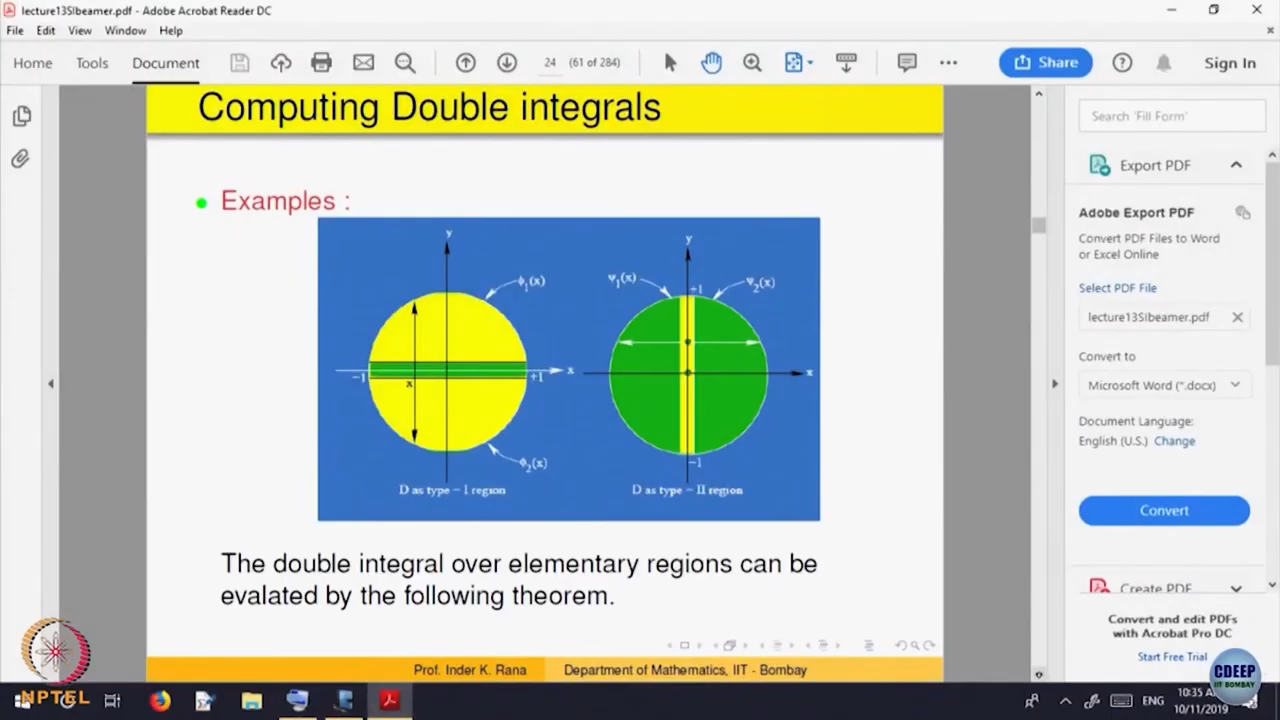 lecture13SIbeamer.pdf - Adobe Acrobat Reader DC
File Edit View Window Help
Home Tools Document 24 (61 of 284) Share Sign In
Computing Double integrals
Examples :
y
ϕ1(x)
−1 x +1 x
ϕ2(x)
D as type − I region
y
ψ1(x) +1 ψ2(x)
x
−1
D as type − II region
The double integral over elementary regions can be
evalated by the following theorem.
Prof. Inder K. Rana Department of Mathematics, IIT - Bombay
Search 'Fill Form'
Export PDF
Adobe Export PDF
Convert PDF Files to Word
or Excel Online
Select PDF File
lecture13SIbeamer.pdf
Convert to
Microsoft Word (*.docx)
Document Language:
English (U.S.) Change
Convert
Create PDF
Convert and edit PDFs
with Acrobat Pro DC
Start Free Trial
NPTEL
CDEEP
IIT BOMBAY
ENG
10:35
10/11/2019